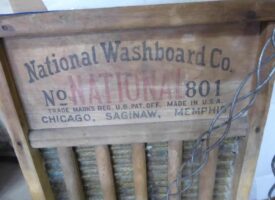 National Washboard Co.
No. NATIONAL 801
TRADE MARKS REG. U.S. PAT. OFF. MADE IN U.S.A.
CHICAGO, SAGINAW, MEMPHIS